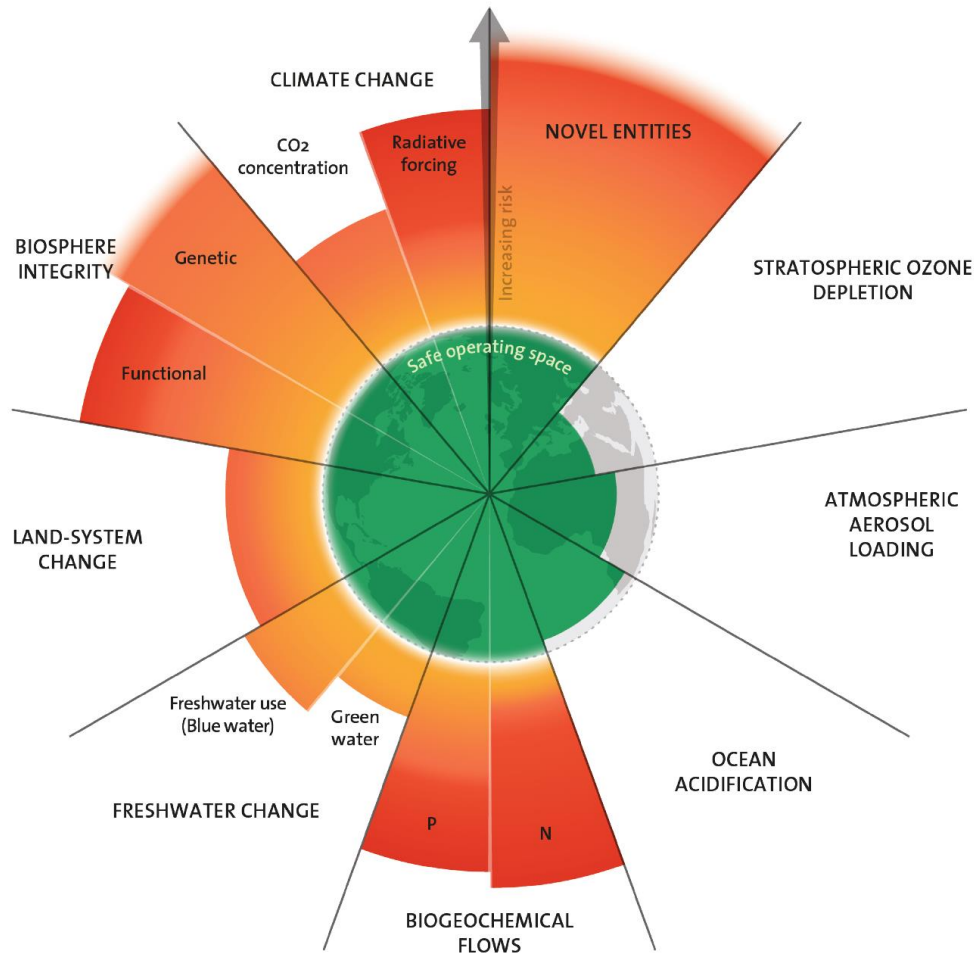 CLIMATE CHANGE
CO2
concentration
Radiative
forcing
Increasing risk
NOVEL ENTITIES
STRATOSPHERIC OZONE
DEPLETION
ATMOSPHERIC
AEROSOL
LOADING
OCEAN
ACIDIFICATION
BIOGEOCHEMICAL
FLOWS
P
N
FRESHWATER CHANGE
Freshwater use
(Blue water)
Green
water
LAND-SYSTEM
CHANGE
BIOSPHERE
INTEGRITY
Genetic
Functional
Safe operating space